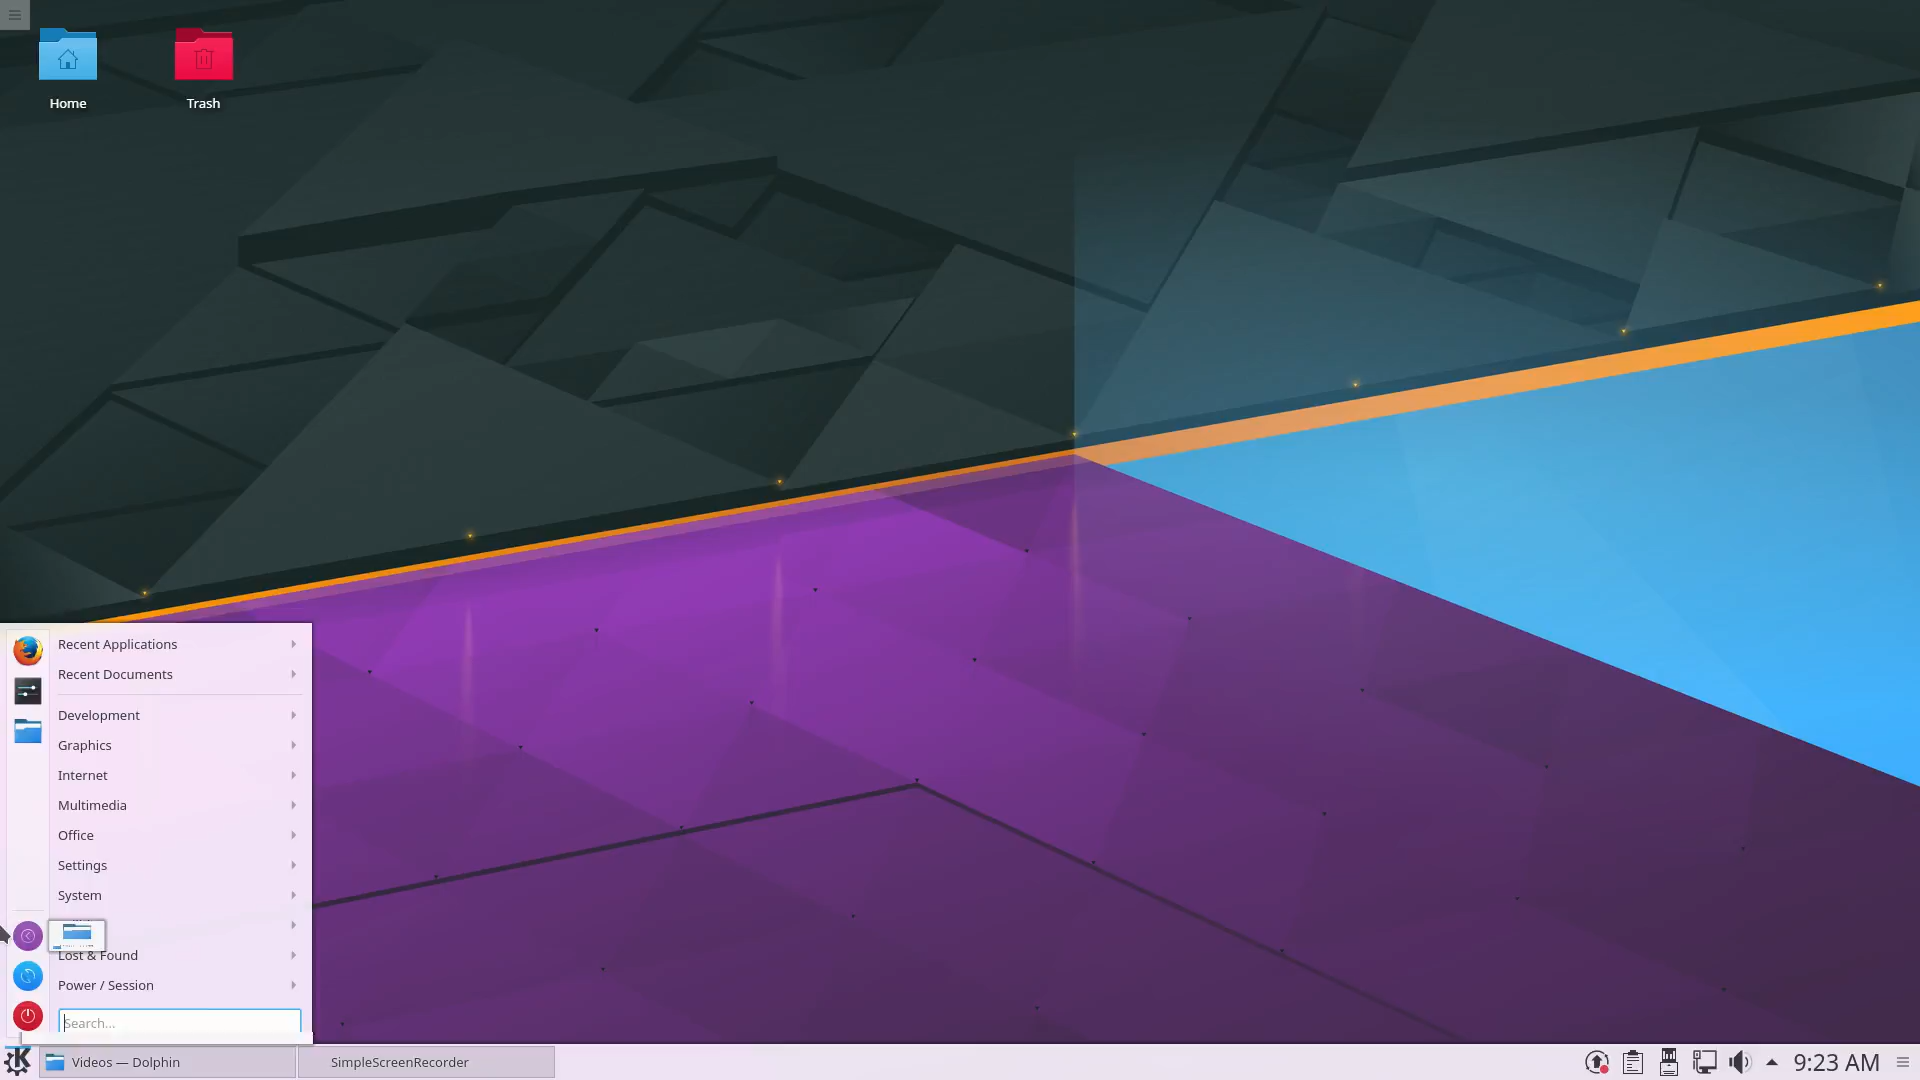 Home
Trash
Recent Applications
Recent Documents
Development
Graphics
Internet
Multimedia
Office
Settings
System
Lost & Found
Power / Session
Search...
Videos — Dolphin
SimpleScreenRecorder
9:23 AM